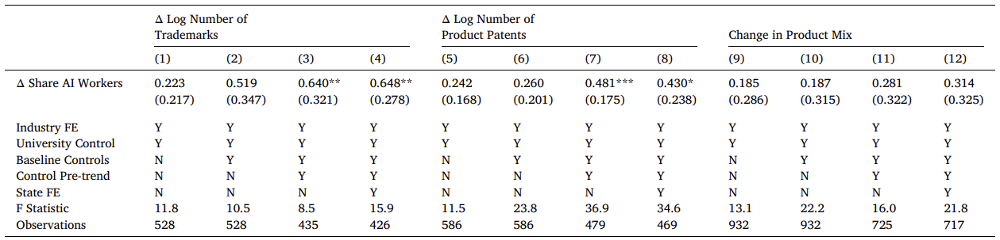 Δ Log Number of Trademarks Δ Log Number of Product Patents Change in Product Mix
(1) (2) (3) (4) (5) (6) (7) (8) (9) (10) (11) (12)
Δ Share AI Workers 0.223 0.519 0.640** 0.648** 0.242 0.260 0.481*** 0.430* 0.185 0.187 0.281 0.314
(0.217) (0.347) (0.321) (0.278) (0.168) (0.201) (0.175) (0.238) (0.286) (0.315) (0.322) (0.325)
Industry FE Y Y Y Y Y Y Y Y Y Y Y Y
University Control Y Y Y Y Y Y Y Y Y Y Y Y
Baseline Controls N Y Y Y N Y Y Y N Y Y Y
Control Pre-trend N N Y Y N N Y Y N N Y Y
State FE N N N Y N N N Y N N N Y
F Statistic 11.8 10.5 8.5 15.9 11.5 23.8 36.9 34.6 13.1 22.2 16.0 21.8
Observations 528 528 435 426 586 586 479 469 932 932 725 717